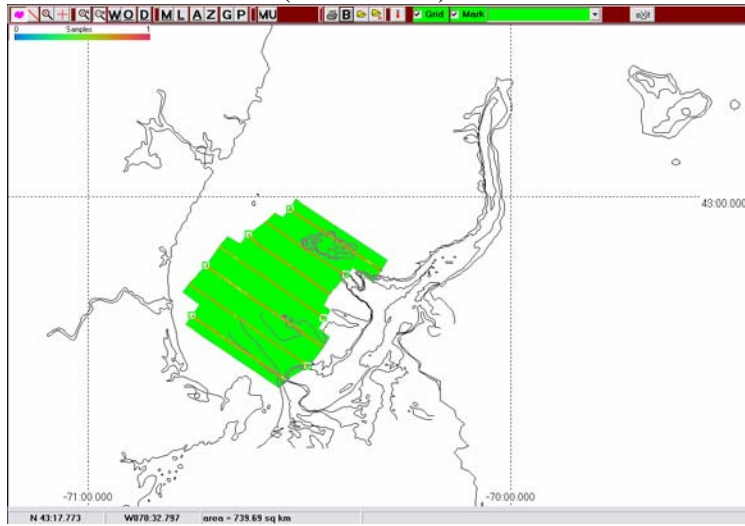 W O D M L A Z G P MU B Grid Mark exit
0 Samples 1
43:00.000
-71:00.000 -70:00.000
N 43:17.773 W070:32.797 area = 739.69 sq km